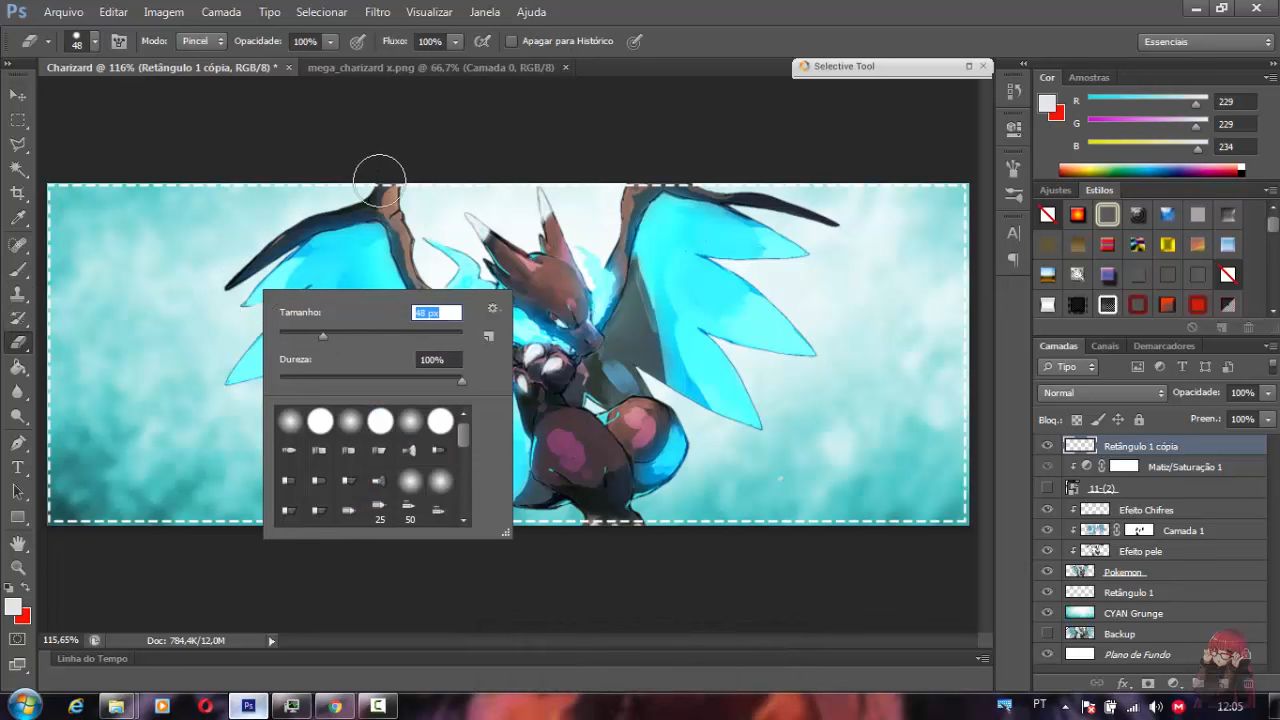 Ps Arquivo Editar Imagem Camada Tipo Selecionar Filtro Visualizar Janela Ajuda
48 Modo: Pincel Opacidade: 100% Fluxo: 100% Apagar para Histórico Essenciais
Charizard @ 116% (Retângulo 1 cópia, RGB/8) * × mega_charizard x.png @ 66,7% (Camada 0, RGB/8) ×
Selective Tool
Cor Amostras
R 229
G 229
B 234
Ajustes Estilos
Tamanho: 48 px
Dureza: 100%
25 50
Camadas Canais Demarcadores
Tipo
Normal Opacidade: 100%
Bloq.: Preen.: 100%
Retângulo 1 cópia
Matiz/Saturação 1
11-(2)
Efeito Chifres
Camada 1
Efeito pele
Pokemon
Retângulo 1
CYAN Grunge
Backup
Plano de Fundo
fx
115,65% Doc: 784,4K/12,0M
Linha do Tempo
PT 12:05